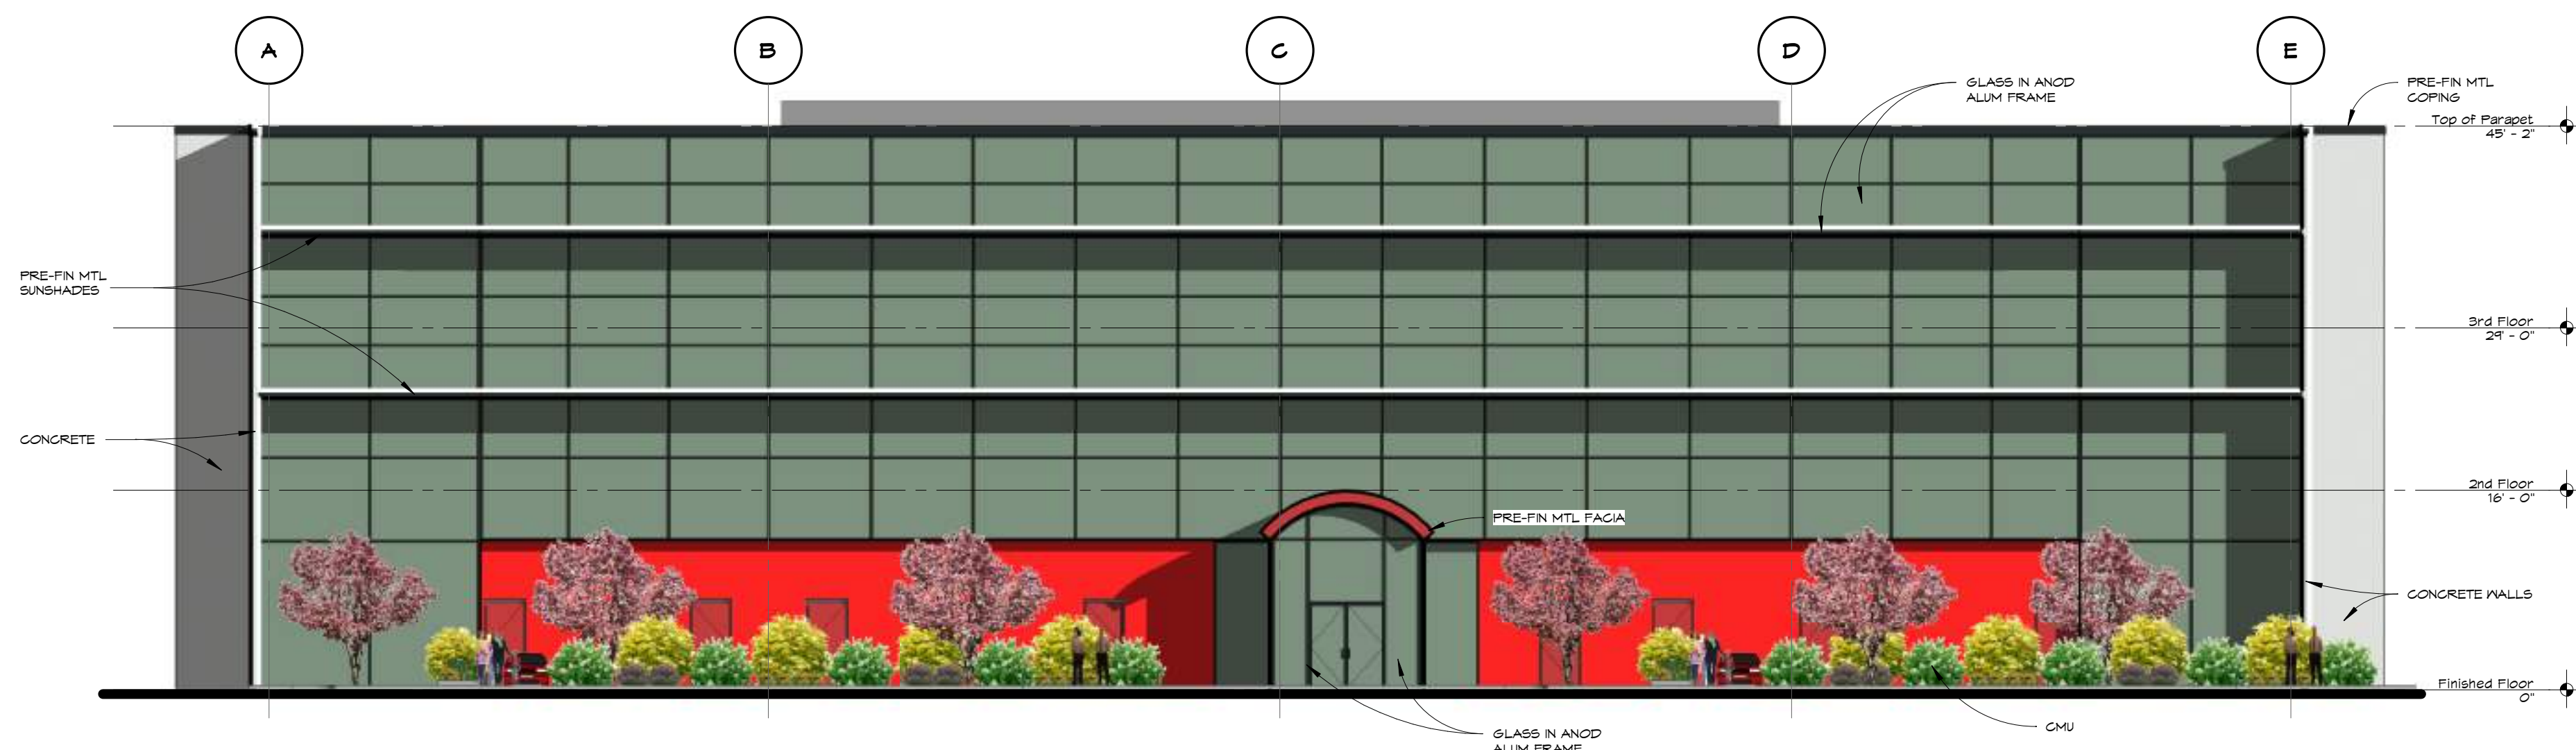 A
B
C
D
E
GLASS IN ANOD
ALUM FRAME
PRE-FIN MTL
COPING
Top of Parapet
45' - 2"
PRE-FIN MTL
SUNSHADES
3rd Floor
29' - 0"
CONCRETE
2nd Floor
16' - 0"
PRE-FIN MTL FACIA
CONCRETE WALLS
Finished Floor
0"
CMU
GLASS IN ANOD
ALUM FRAME